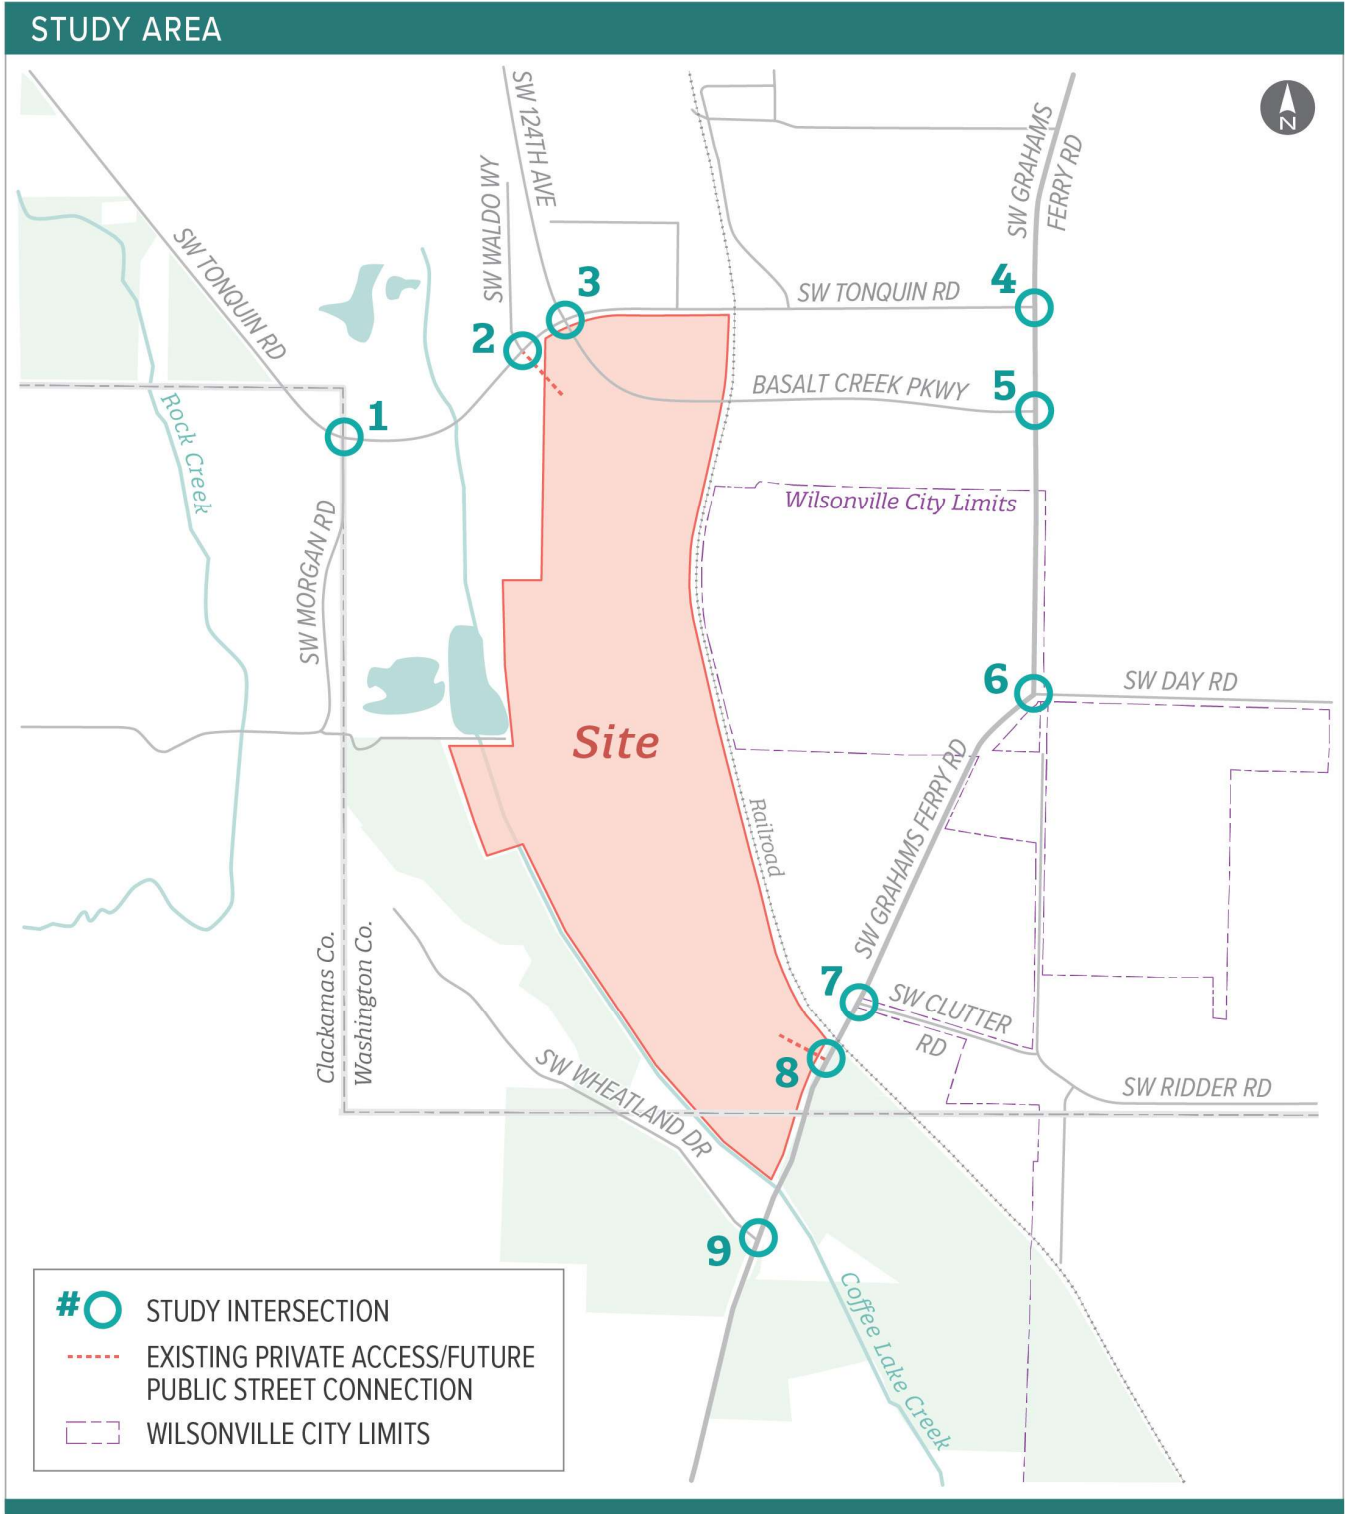 STUDY AREA
N
SW 124TH AVE
SW GRAHAMS
FERRY RD
SW WALDO WY
SW TONQUIN RD
3
4
SW TONQUIN RD
2
BASALT CREEK PKWY
5
1
Rock Creek
Wilsonville City Limits
SW MORGAN RD
6
SW DAY RD
Site
Railroad
SW GRAHAMS FERRY RD
Clackamas Co.
Washington Co.
7
SW CLUTTER
RD
8
SW WHEATLAND DR
SW RIDDER RD
9
Coffee Lake Creek
# STUDY INTERSECTION
EXISTING PRIVATE ACCESS/FUTURE
PUBLIC STREET CONNECTION
WILSONVILLE CITY LIMITS